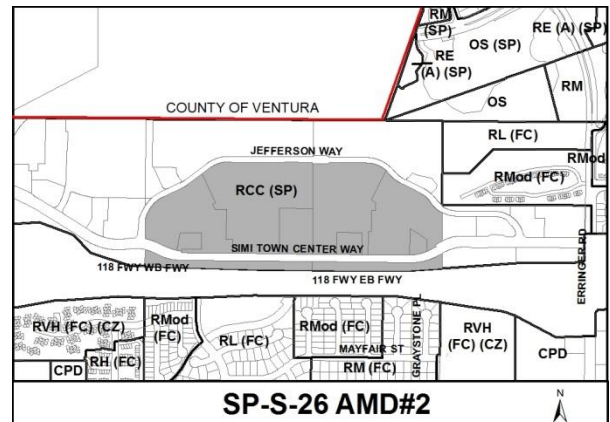 RM
(SP)
RE (A) (SP)
OS (SP)
RE
(A) (SP)
OS
RM
COUNTY OF VENTURA
RL (FC)
JEFFERSON WAY
RMod
RMod (FC)
RCC (SP)
SIMI TOWN CENTER WAY
118 FWY WB FWY
118 FWY EB FWY
ERRINGER RD
RVH (FC) (CZ)
RMod
(FC)
RMod (FC)
GRAYSTONE PL
RVH
(FC) (CZ)
RL (FC)
MAYFAIR ST
CPD
RH (FC)
RM (FC)
CPD
SP-S-26 AMD#2
N